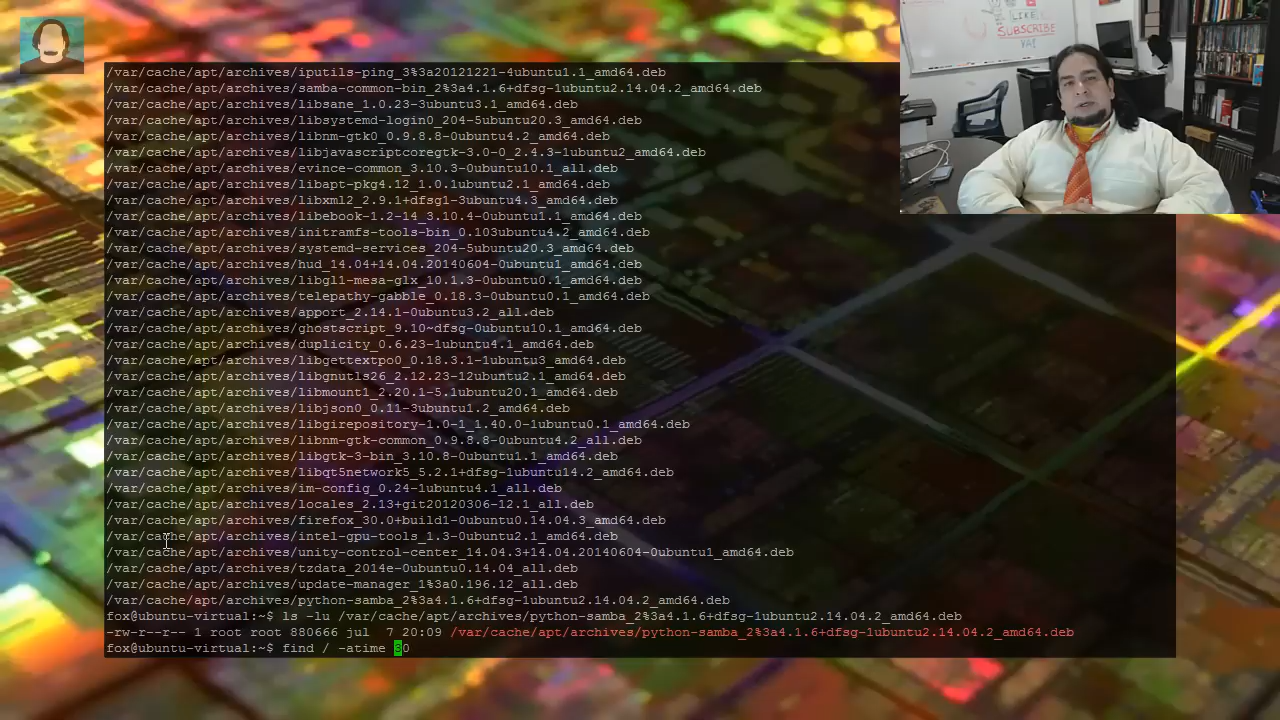 LIKE
SUBSCRIBE
YA!
/var/cache/apt/archives/iputils-ping_3%3a20121221-4ubuntu1.1_amd64.deb
/var/cache/apt/archives/samba-common-bin_2%3a4.1.6+dfsg-1ubuntu2.14.04.2_amd64.deb
/var/cache/apt/archives/libsane_1.0.23-3ubuntu3.1_amd64.deb
/var/cache/apt/archives/libsystemd-login0_204-5ubuntu20.3_amd64.deb
/var/cache/apt/archives/libnm-gtk0_0.9.8.8-0ubuntu4.2_amd64.deb
/var/cache/apt/archives/libjavascriptcoregtk-3.0-0_2.4.3-1ubuntu2_amd64.deb
/var/cache/apt/archives/evince-common_3.10.3-0ubuntu10.1_all.deb
/var/cache/apt/archives/libapt-pkg4.12_1.0.1ubuntu2.1_amd64.deb
/var/cache/apt/archives/libxml2_2.9.1+dfsg1-3ubuntu4.3_amd64.deb
/var/cache/apt/archives/libebook-1.2-14_3.10.4-0ubuntu1.1_amd64.deb
/var/cache/apt/archives/initramfs-tools-bin_0.103ubuntu4.2_amd64.deb
/var/cache/apt/archives/systemd-services_204-5ubuntu20.3_amd64.deb
/var/cache/apt/archives/hud_14.04+14.04.20140604-0ubuntu1_amd64.deb
/var/cache/apt/archives/libgl1-mesa-glx_10.1.3-0ubuntu0.1_amd64.deb
/var/cache/apt/archives/telepathy-gabble_0.18.3-0ubuntu0.1_amd64.deb
/var/cache/apt/archives/apport_2.14.1-0ubuntu3.2_all.deb
/var/cache/apt/archives/ghostscript_9.10~dfsg-0ubuntu10.1_amd64.deb
/var/cache/apt/archives/duplicity_0.6.23-1ubuntu4.1_amd64.deb
/var/cache/apt/archives/libgettextpo0_0.18.3.1-1ubuntu3_amd64.deb
/var/cache/apt/archives/libgnutls26_2.12.23-12ubuntu2.1_amd64.deb
/var/cache/apt/archives/libmount1_2.20.1-5.1ubuntu20.1_amd64.deb
/var/cache/apt/archives/libjson0_0.11-3ubuntu1.2_amd64.deb
/var/cache/apt/archives/libgirepository-1.0-1_1.40.0-1ubuntu0.1_amd64.deb
/var/cache/apt/archives/libnm-gtk-common_0.9.8.8-0ubuntu4.2_all.deb
/var/cache/apt/archives/libgtk-3-bin_3.10.8-0ubuntu1.1_amd64.deb
/var/cache/apt/archives/libqt5network5_5.2.1+dfsg-1ubuntu14.2_amd64.deb
/var/cache/apt/archives/im-config_0.24-1ubuntu4.1_all.deb
/var/cache/apt/archives/locales_2.13+git20120306-12.1_all.deb
/var/cache/apt/archives/firefox_30.0+build1-0ubuntu0.14.04.3_amd64.deb
/var/cache/apt/archives/intel-gpu-tools_1.3-0ubuntu2.1_amd64.deb
/var/cache/apt/archives/unity-control-center_14.04.3+14.04.20140604-0ubuntu1_amd64.deb
/var/cache/apt/archives/tzdata_2014e-0ubuntu0.14.04_all.deb
/var/cache/apt/archives/update-manager_1%3a0.196.12_all.deb
/var/cache/apt/archives/python-samba_2%3a4.1.6+dfsg-1ubuntu2.14.04.2_amd64.deb
fox@ubuntu-virtual:~$ ls -lu /var/cache/apt/archives/python-samba_2%3a4.1.6+dfsg-1ubuntu2.14.04.2_amd64.deb
-rw-r--r-- 1 root root 880666 jul  7 20:09 /var/cache/apt/archives/python-samba_2%3a4.1.6+dfsg-1ubuntu2.14.04.2_amd64.deb
fox@ubuntu-virtual:~$ find / -atime 30